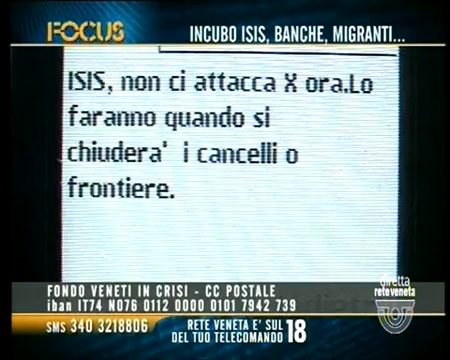 FOCUS
INCUBO ISIS, BANCHE, MIGRANTI...
ISIS, non ci attacca X ora.Lo
faranno quando si
chiudera' i cancelli o
frontiere.
diretta
reteveneta
FONDO VENETI IN CRISI - CC POSTALE
iban IT74 N076 0112 0000 0101 7942 739
SMS 340 3218806
RETE VENETA E' SUL
DEL TUO TELECOMANDO 18